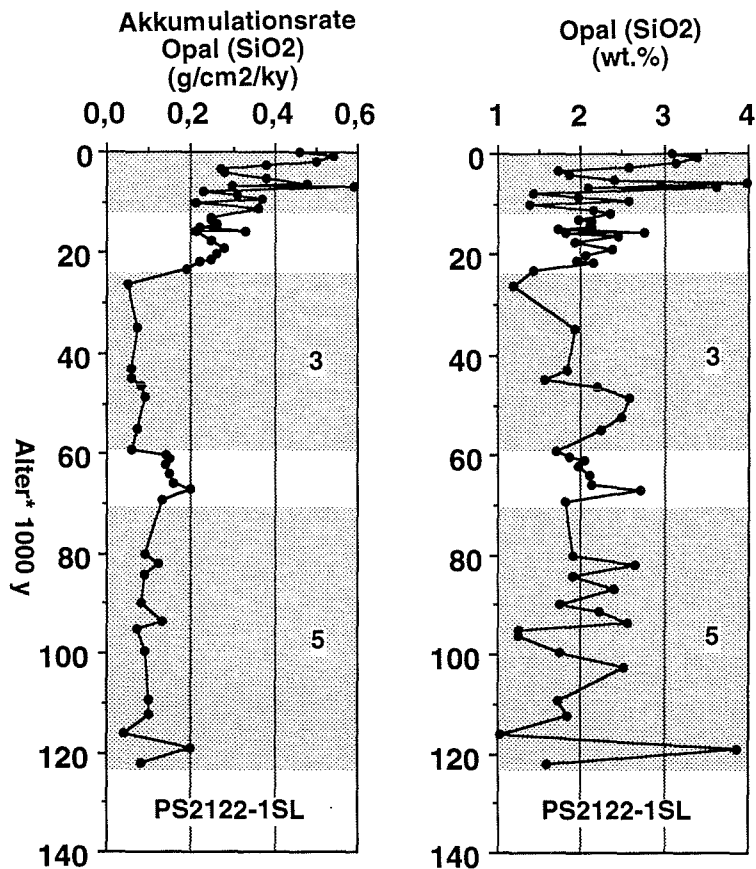 Akkumulationsrate
Opal (SiO2)
(g/cm2/ky)
0,0 0,2 0,4 0,6
0
20
40
60
80
100
120
140
Alter* 1000 y
3
5
PS2122-1SL
Opal (SiO2)
(wt.%)
1 2 3 4
0
20
40
60
80
100
120
140
3
5
PS2122-1SL